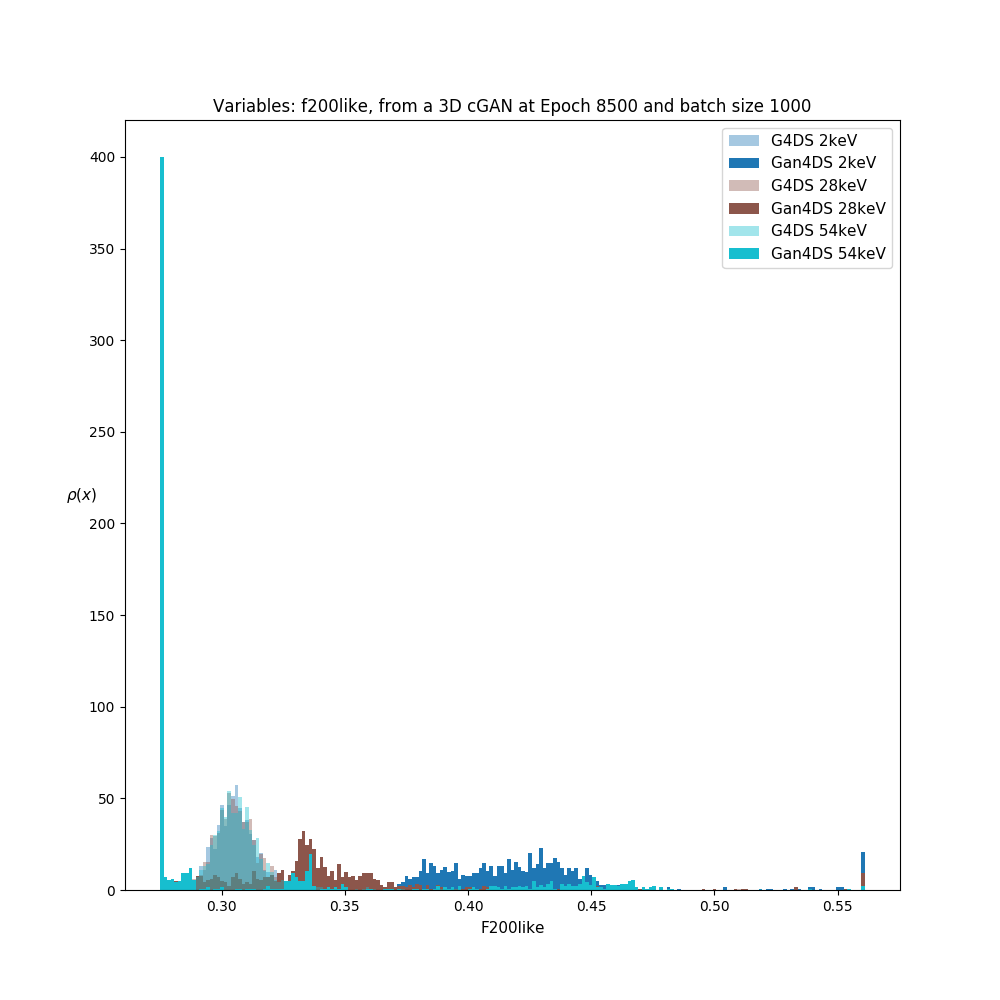 Variables: f200like, from a 3D cGAN at Epoch 8500 and batch size 1000
G4DS 2keV
Gan4DS 2keV
G4DS 28keV
Gan4DS 28keV
G4DS 54keV
Gan4DS 54keV
400
350
300
250
200
150
100
50
0
ρ(x)
0.30 0.35 0.40 0.45 0.50 0.55
F200like